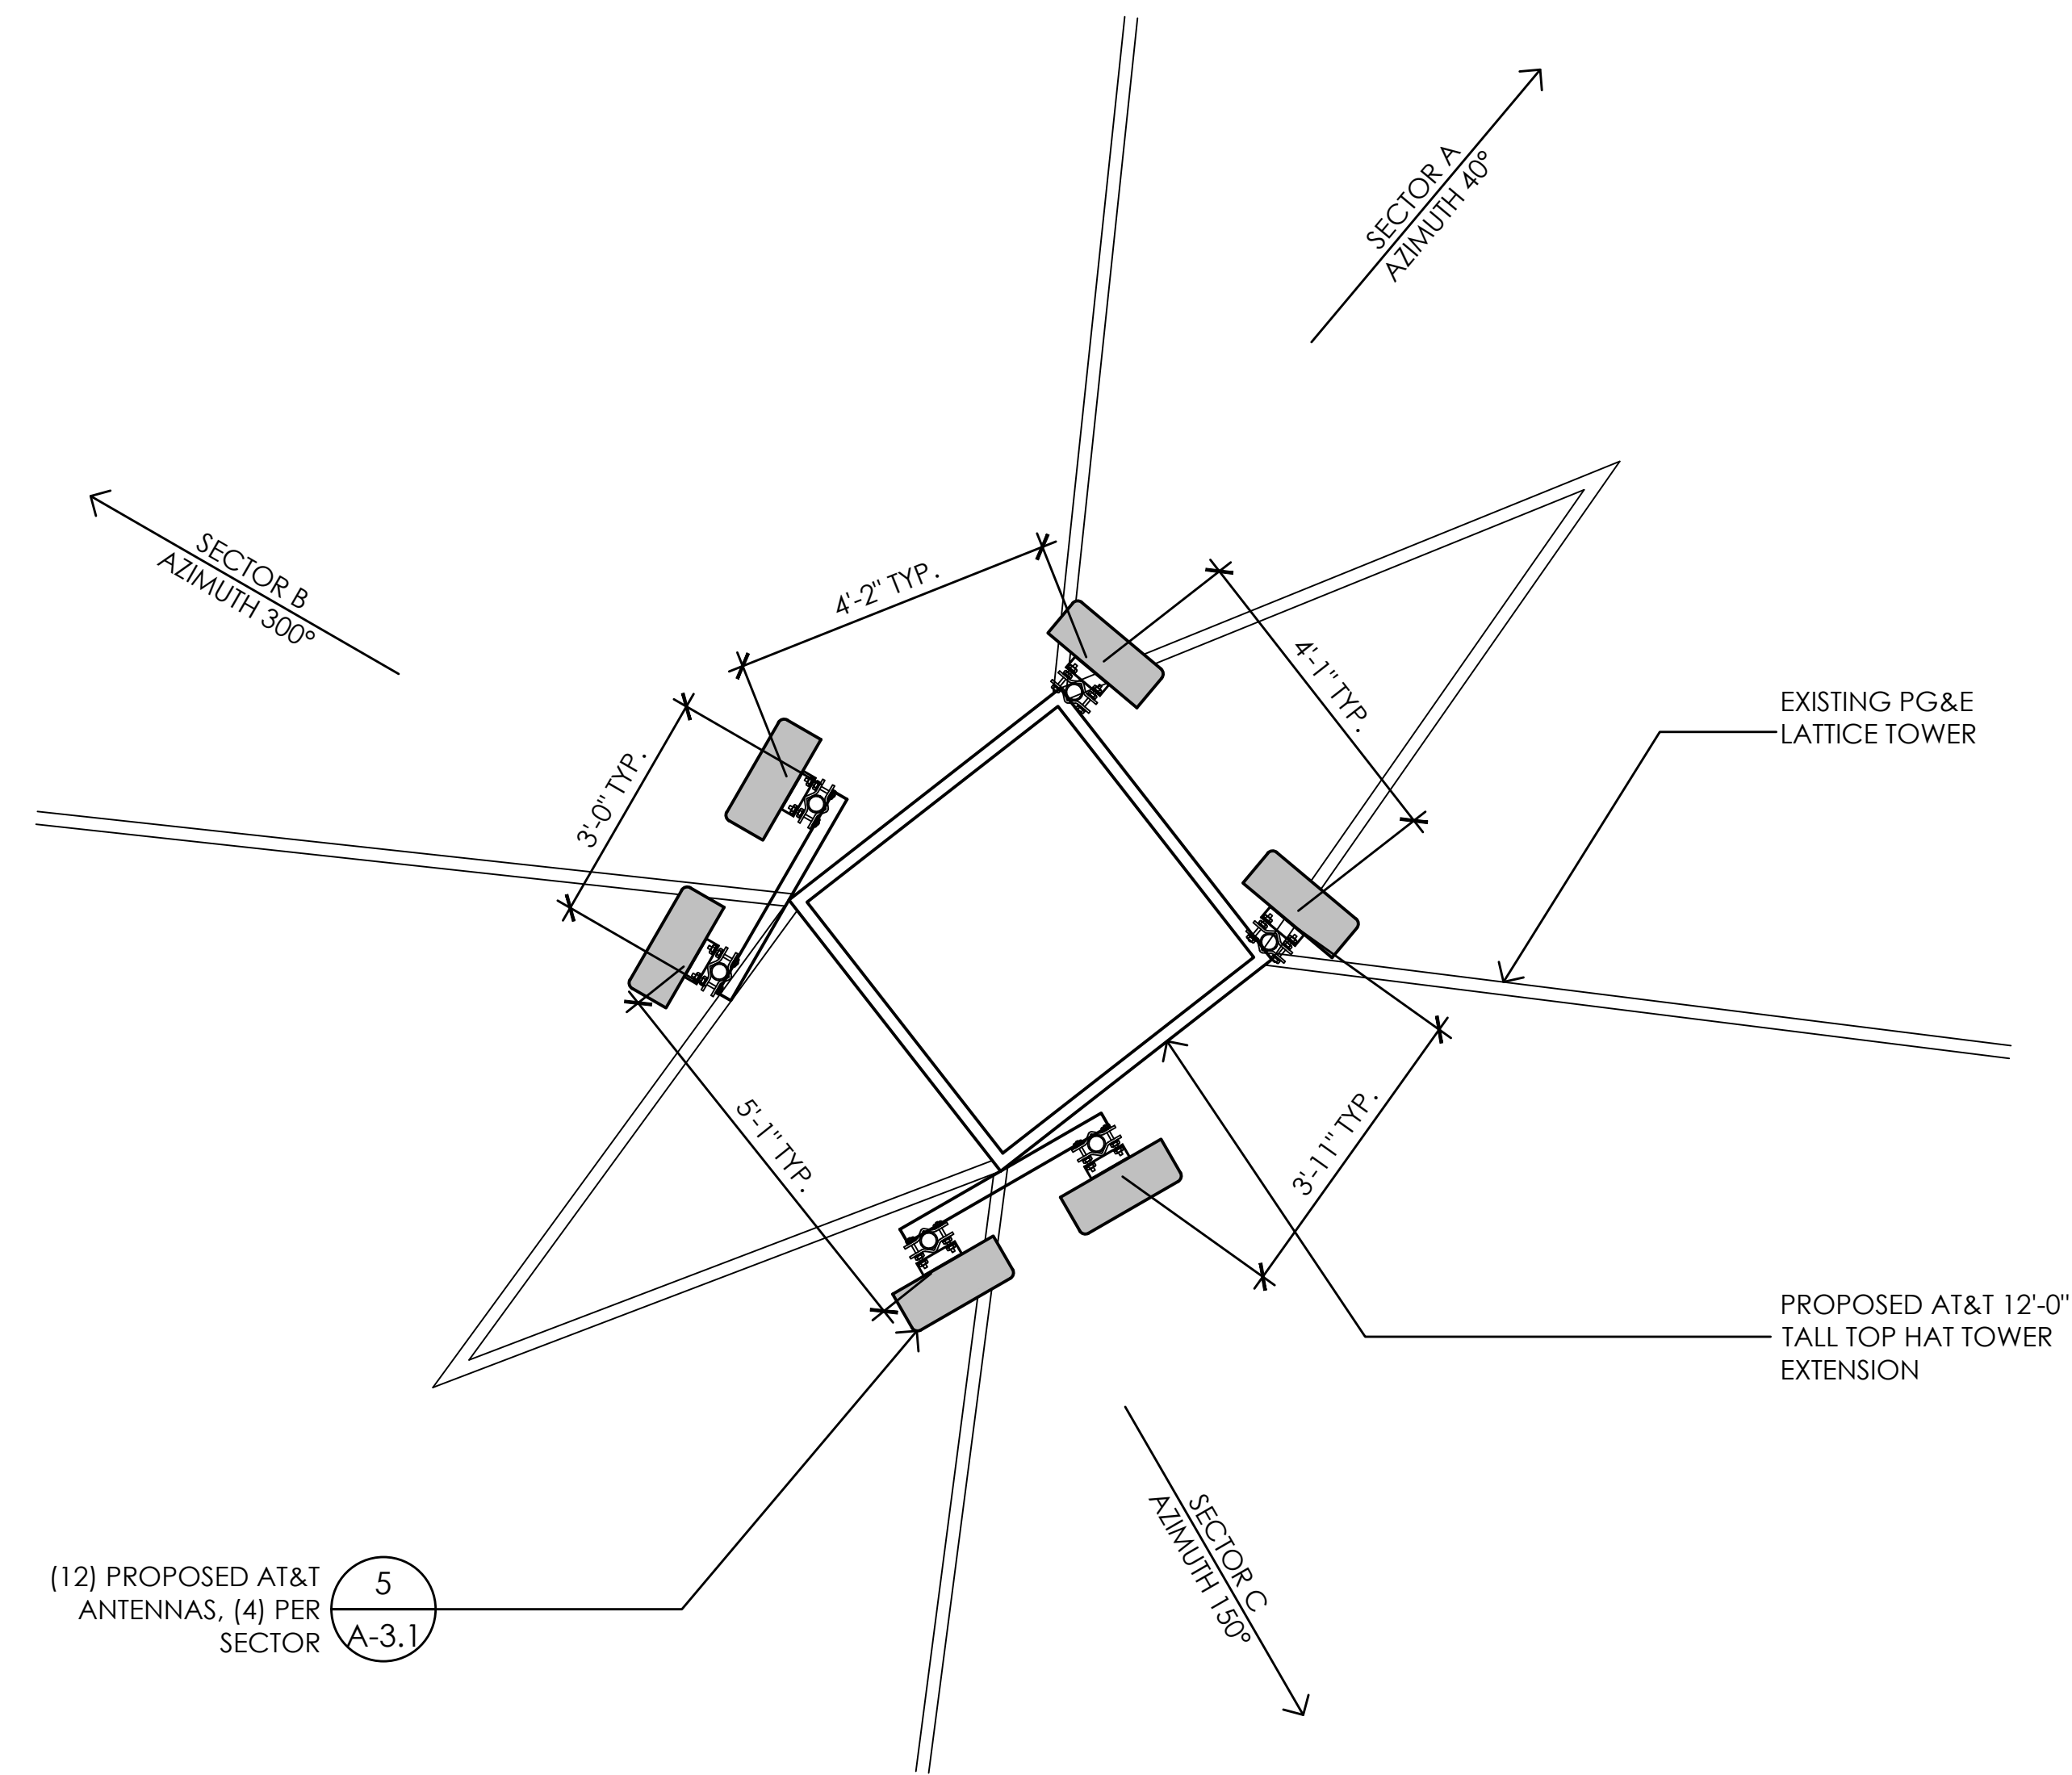 SECTOR A
AZIMUTH 40°
SECTOR B
AZIMUTH 300°
4'-2" TYP.
4'-1" TYP.
3'-0" TYP.
EXISTING PG&E
LATTICE TOWER
5'-1" TYP.
3'-11" TYP.
PROPOSED AT&T 12'-0"
TALL TOP HAT TOWER
EXTENSION
SECTOR C
AZIMUTH 150°
(12) PROPOSED AT&T
ANTENNAS, (4) PER
SECTOR
5
A-3.1